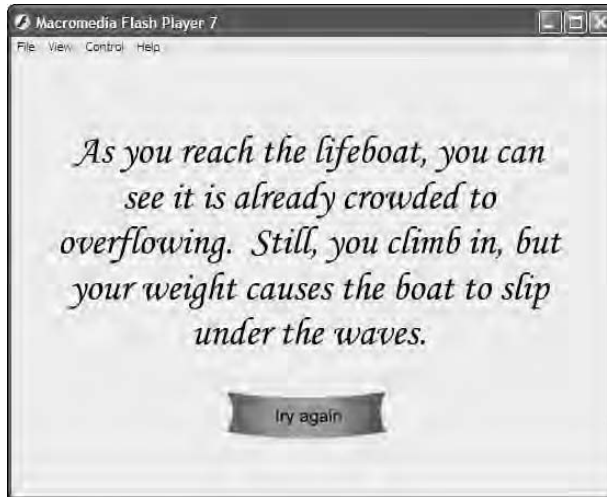 Macromedia Flash Player 7
File View Control Help
As you reach the lifeboat, you can
see it is already crowded to
overflowing. Still, you climb in, but
your weight causes the boat to slip
under the waves.
Try again